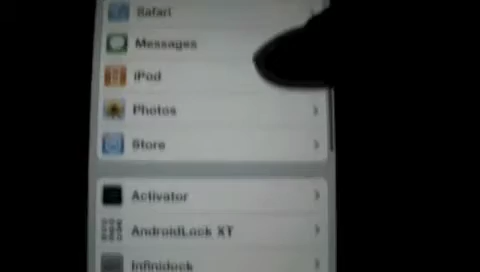 Safari
Messages
iPod
Photos
Store
Activator
AndroidLock XT
Infinidock